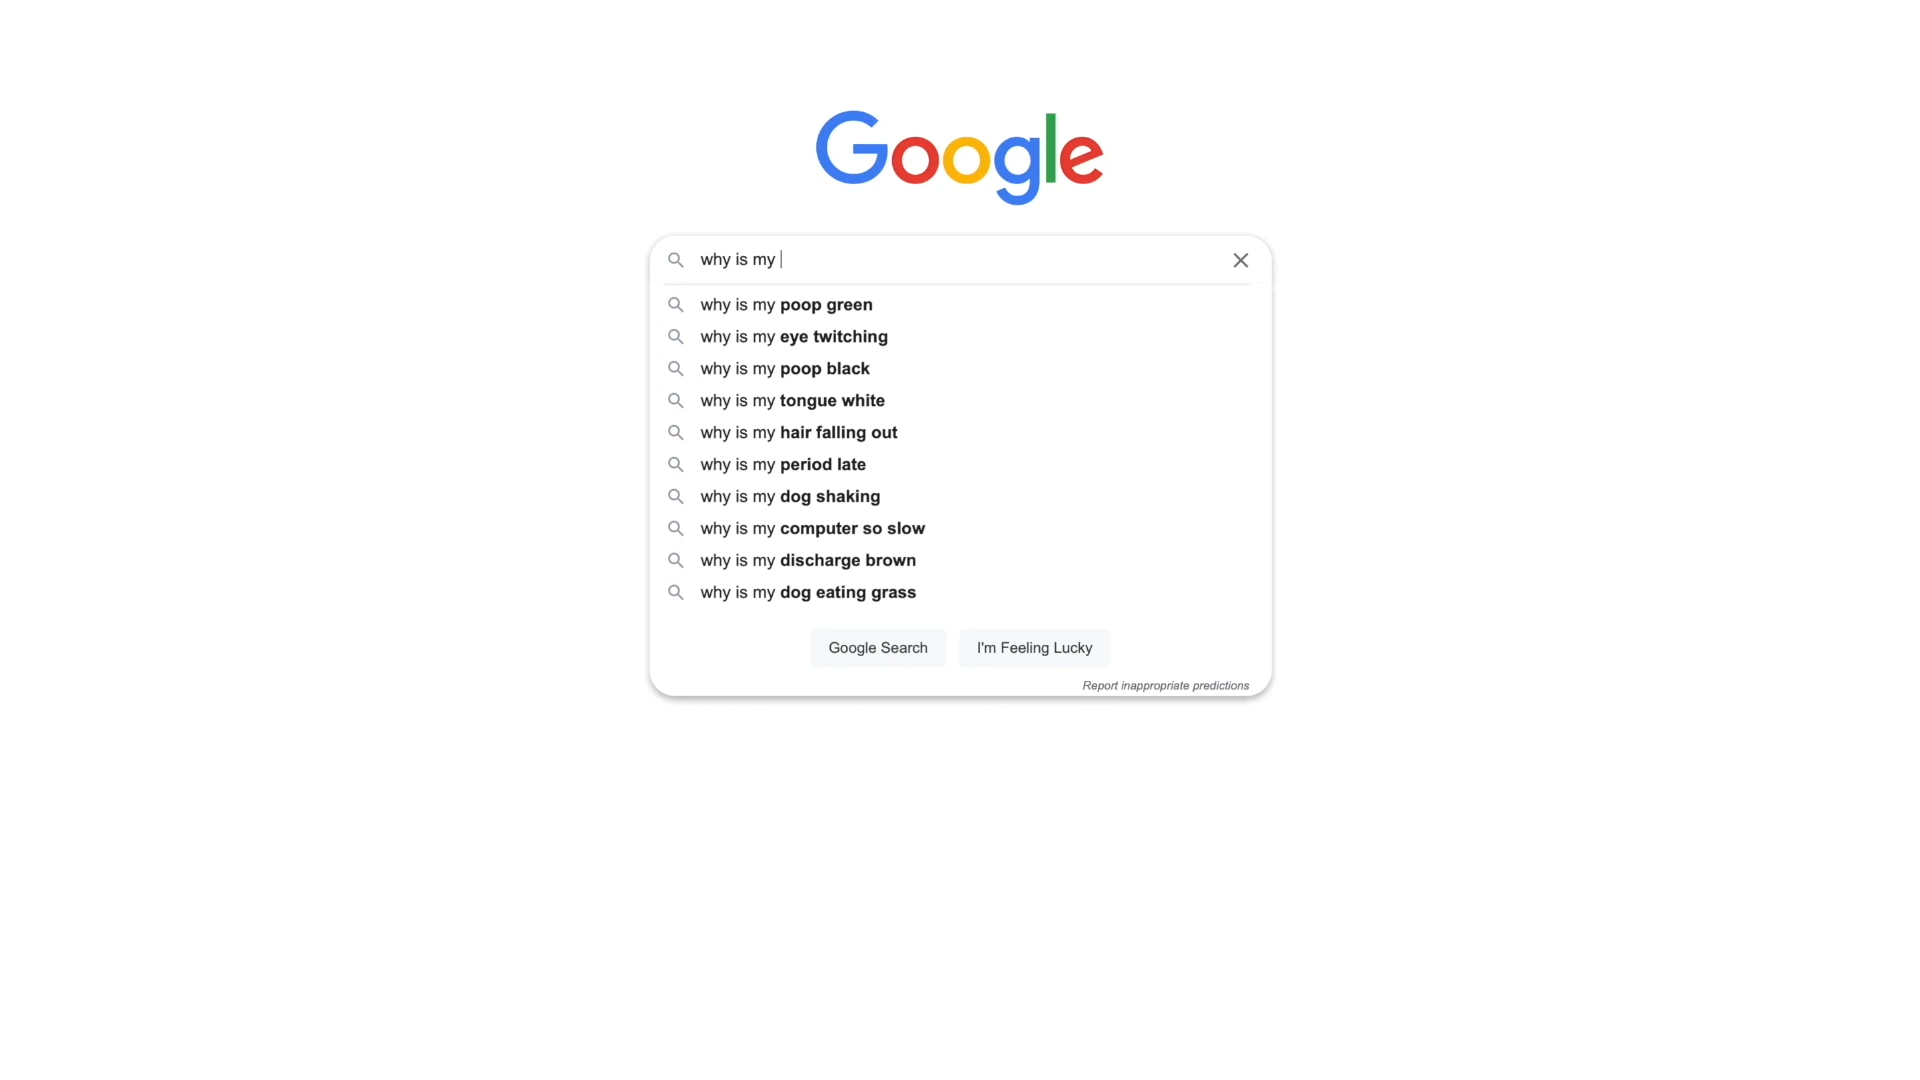 Google
why is my
why is my poop green
why is my eye twitching
why is my poop black
why is my tongue white
why is my hair falling out
why is my period late
why is my dog shaking
why is my computer so slow
why is my discharge brown
why is my dog eating grass
Google Search I'm Feeling Lucky
Report inappropriate predictions